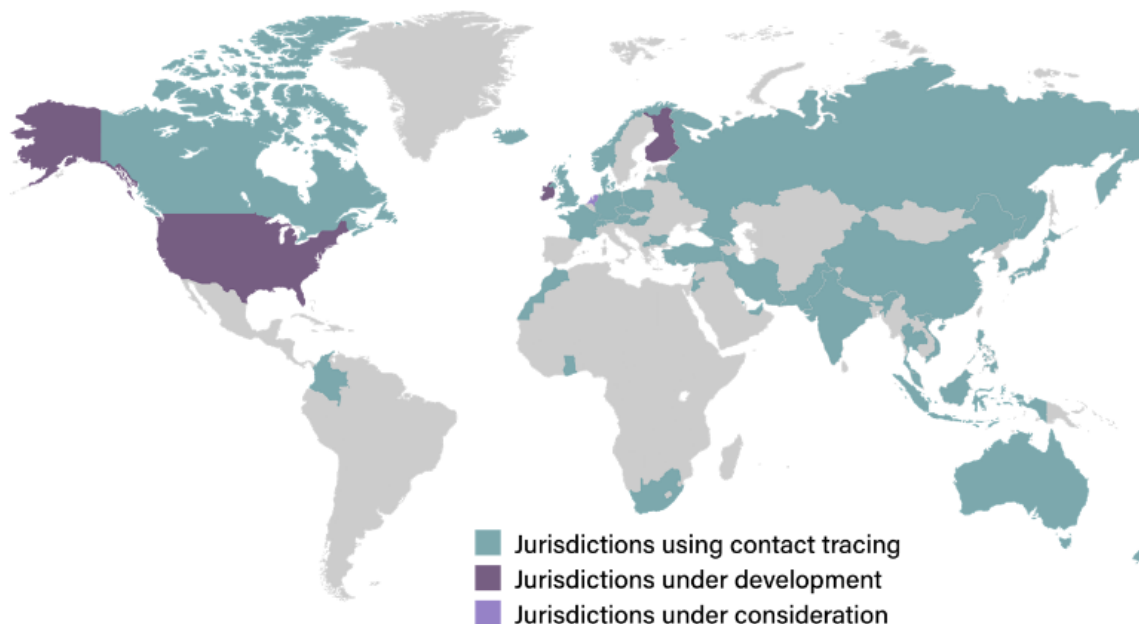 Jurisdictions using contact tracing
Jurisdictions under development
Jurisdictions under consideration